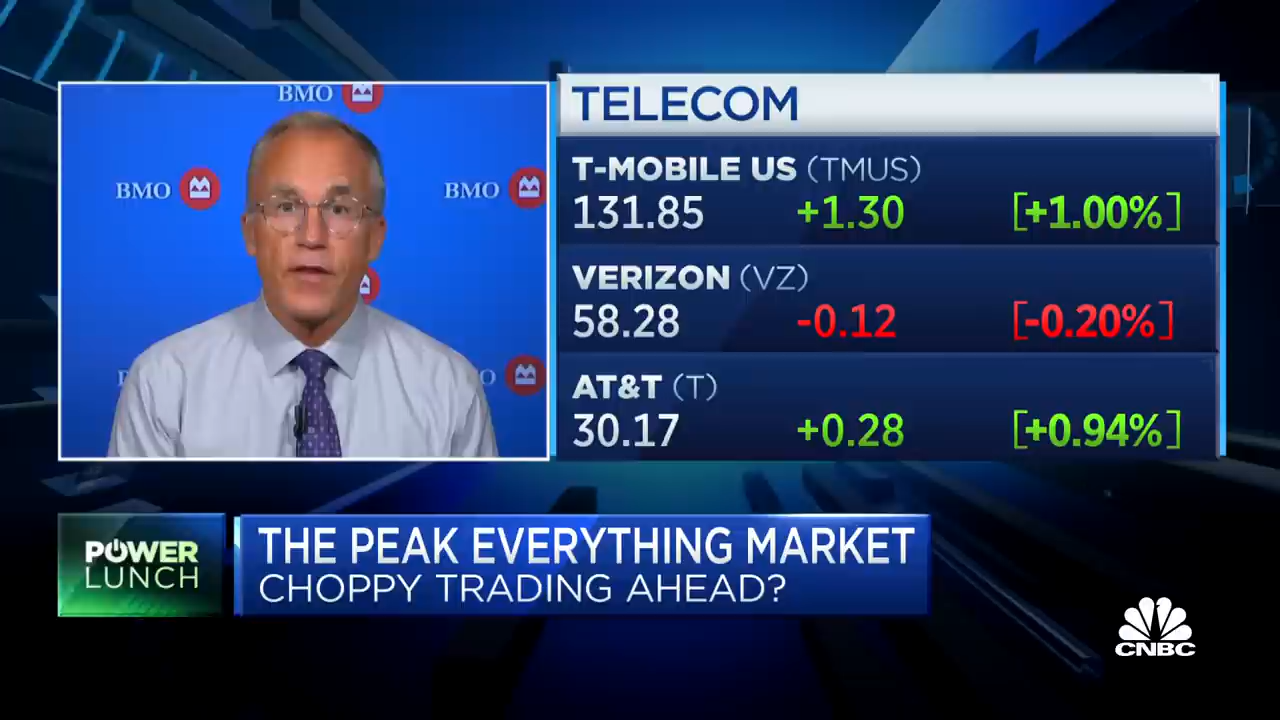 BMO
BMO
BMO
TELECOM
T-MOBILE US (TMUS)
131.85 +1.30 [+1.00%]
VERIZON (VZ)
58.28 -0.12 [-0.20%]
AT&T (T)
30.17 +0.28 [+0.94%]
POWER
LUNCH
THE PEAK EVERYTHING MARKET
CHOPPY TRADING AHEAD?
CNBC